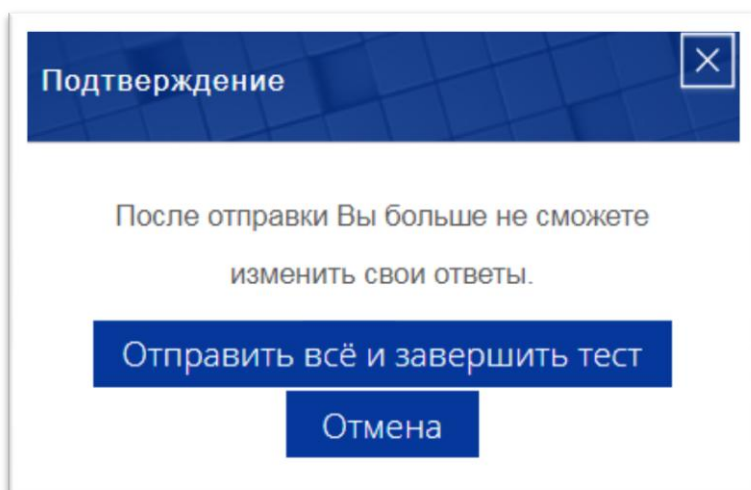 Подтверждение
После отправки Вы больше не сможете
изменить свои ответы.
Отправить всё и завершить тест
Отмена